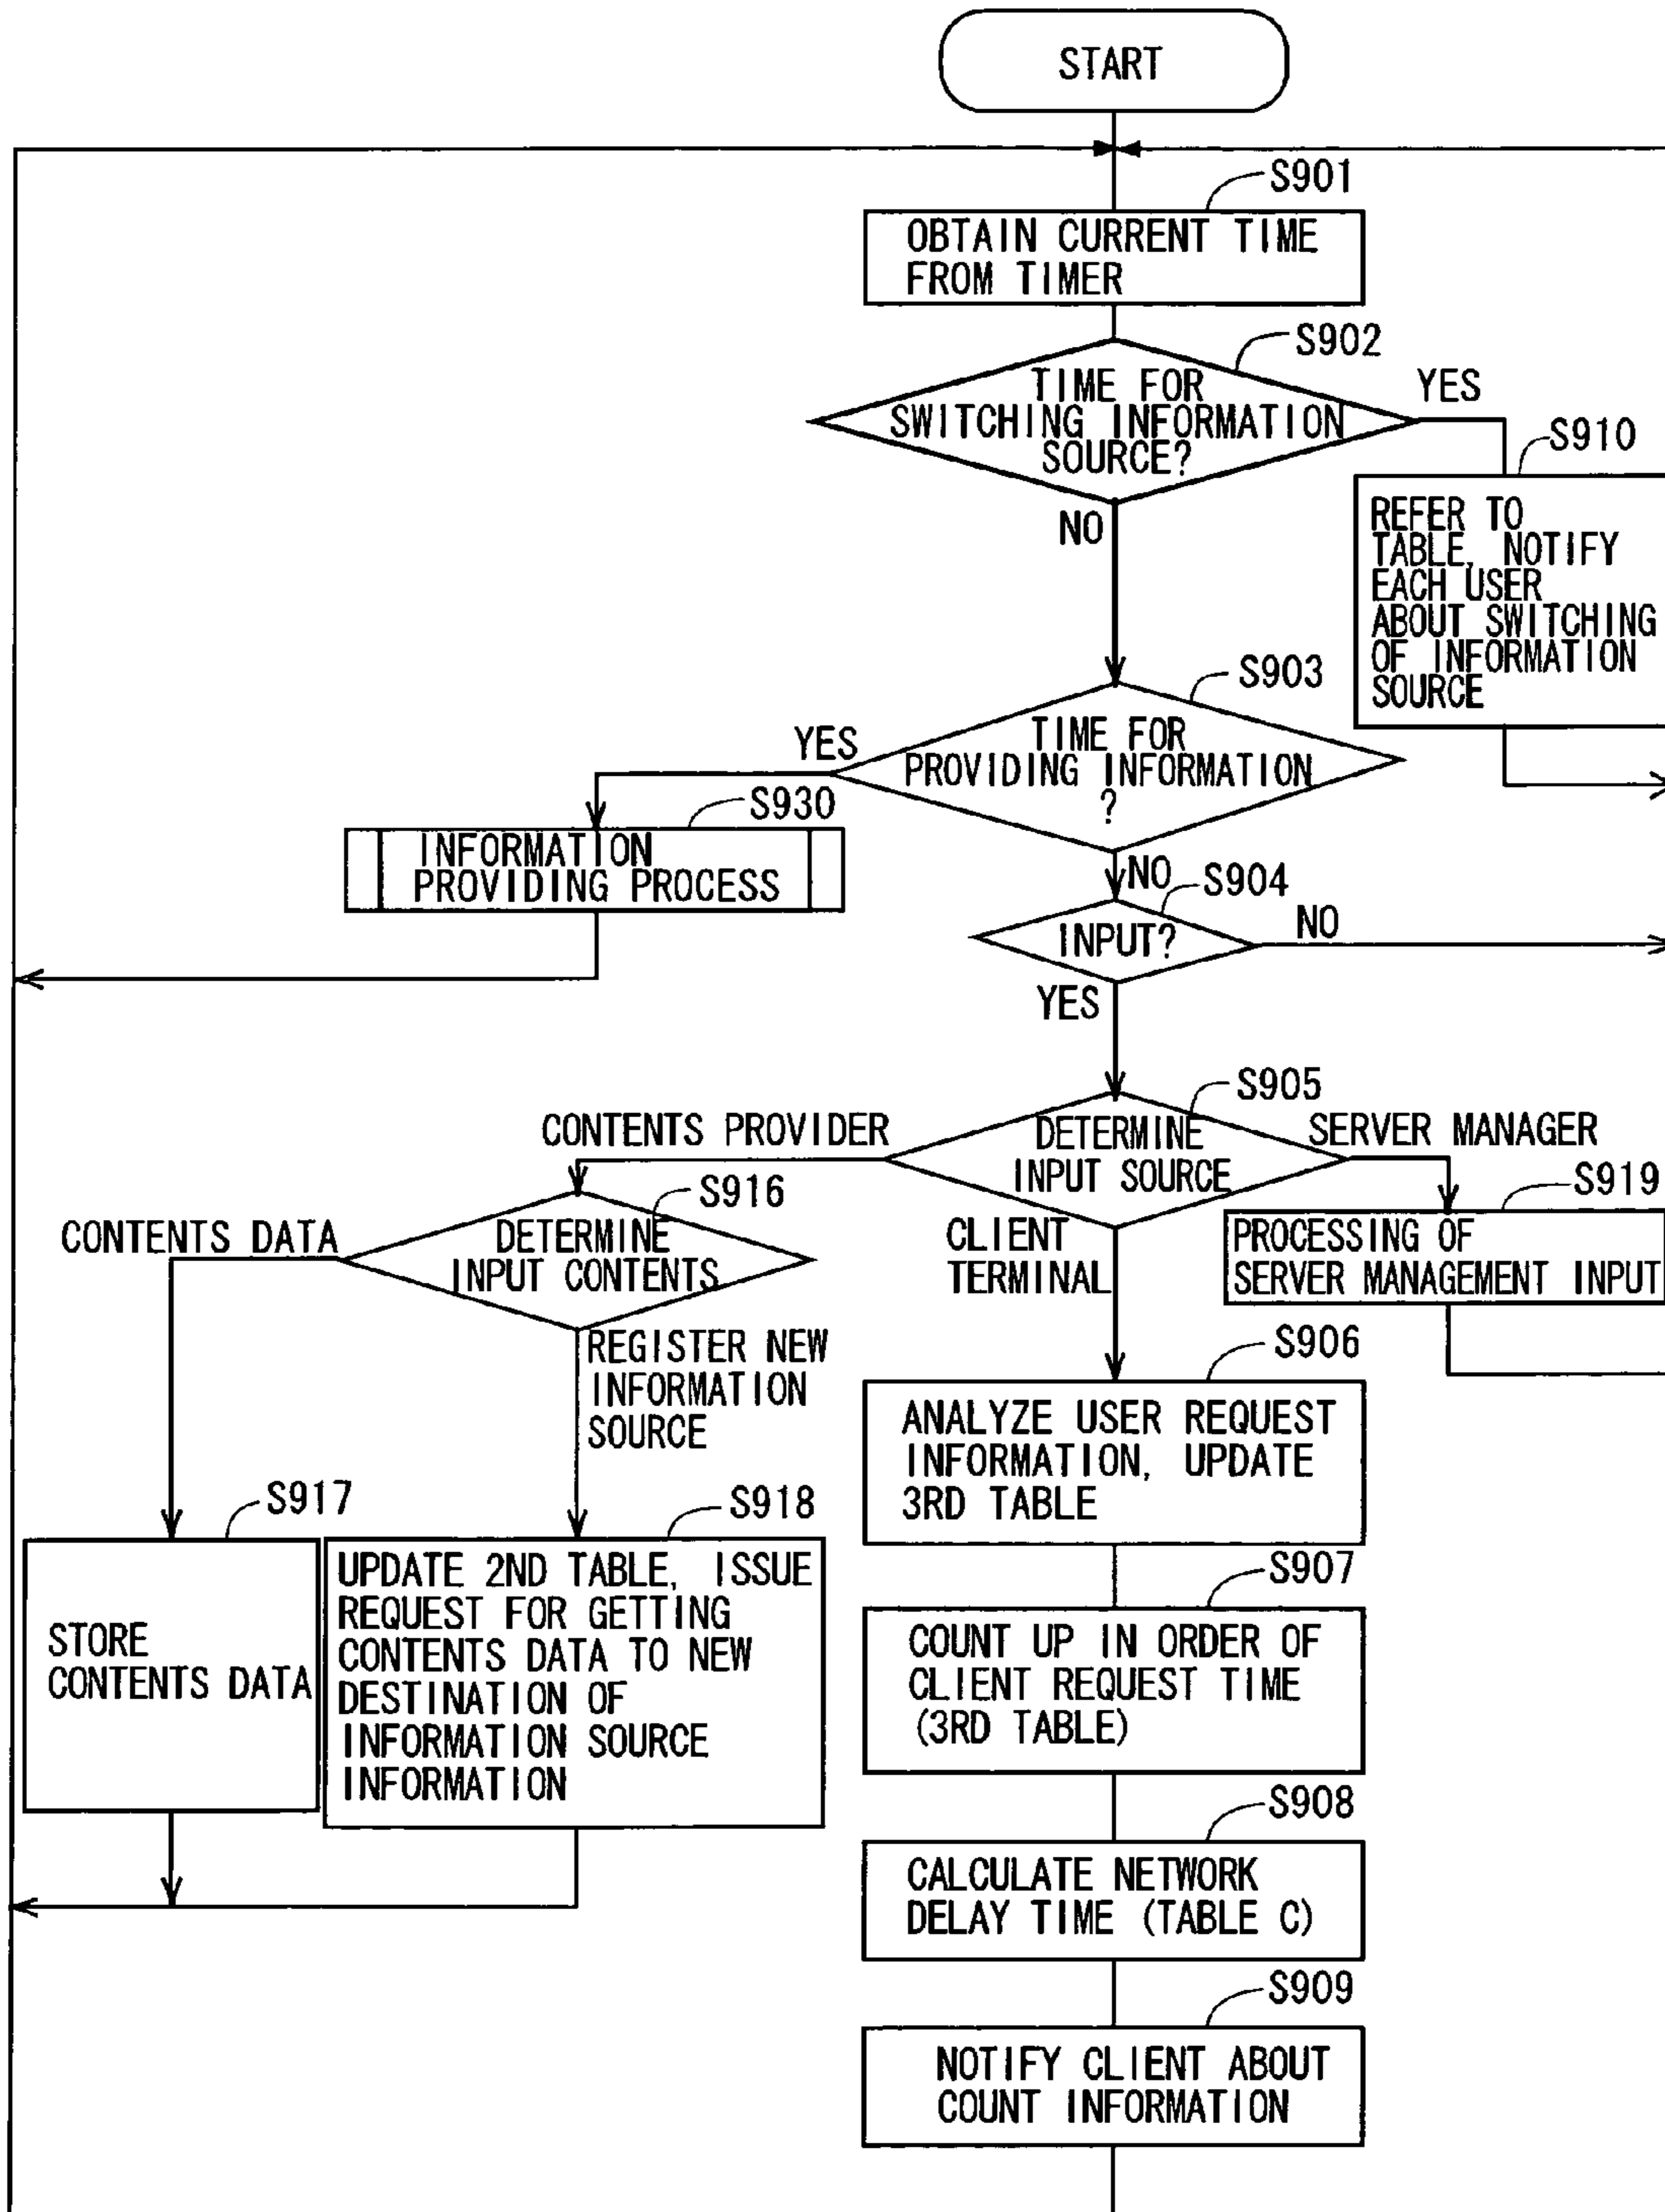 START
S901
OBTAIN CURRENT TIME
FROM TIMER
S902
TIME FOR
SWITCHING INFORMATION
SOURCE?
YES
NO
S910
REFER TO
TABLE, NOTIFY
EACH USER
ABOUT SWITCHING
OF INFORMATION
SOURCE
S903
TIME FOR
PROVIDING INFORMATION
?
YES
S930
INFORMATION
PROVIDING PROCESS
NO
S904
INPUT?
NO
YES
S905
DETERMINE
INPUT SOURCE
CONTENTS PROVIDER
SERVER MANAGER
S916
DETERMINE
INPUT CONTENTS
CONTENTS DATA
CLIENT
TERMINAL
S919
PROCESSING OF
SERVER MANAGEMENT INPUT
REGISTER NEW
INFORMATION
SOURCE
S906
ANALYZE USER REQUEST
INFORMATION, UPDATE
3RD TABLE
S917
STORE
CONTENTS DATA
S918
UPDATE 2ND TABLE, ISSUE
REQUEST FOR GETTING
CONTENTS DATA TO NEW
DESTINATION OF
INFORMATION SOURCE
INFORMATION
S907
COUNT UP IN ORDER OF
CLIENT REQUEST TIME
(3RD TABLE)
S908
CALCULATE NETWORK
DELAY TIME (TABLE C)
S909
NOTIFY CLIENT ABOUT
COUNT INFORMATION